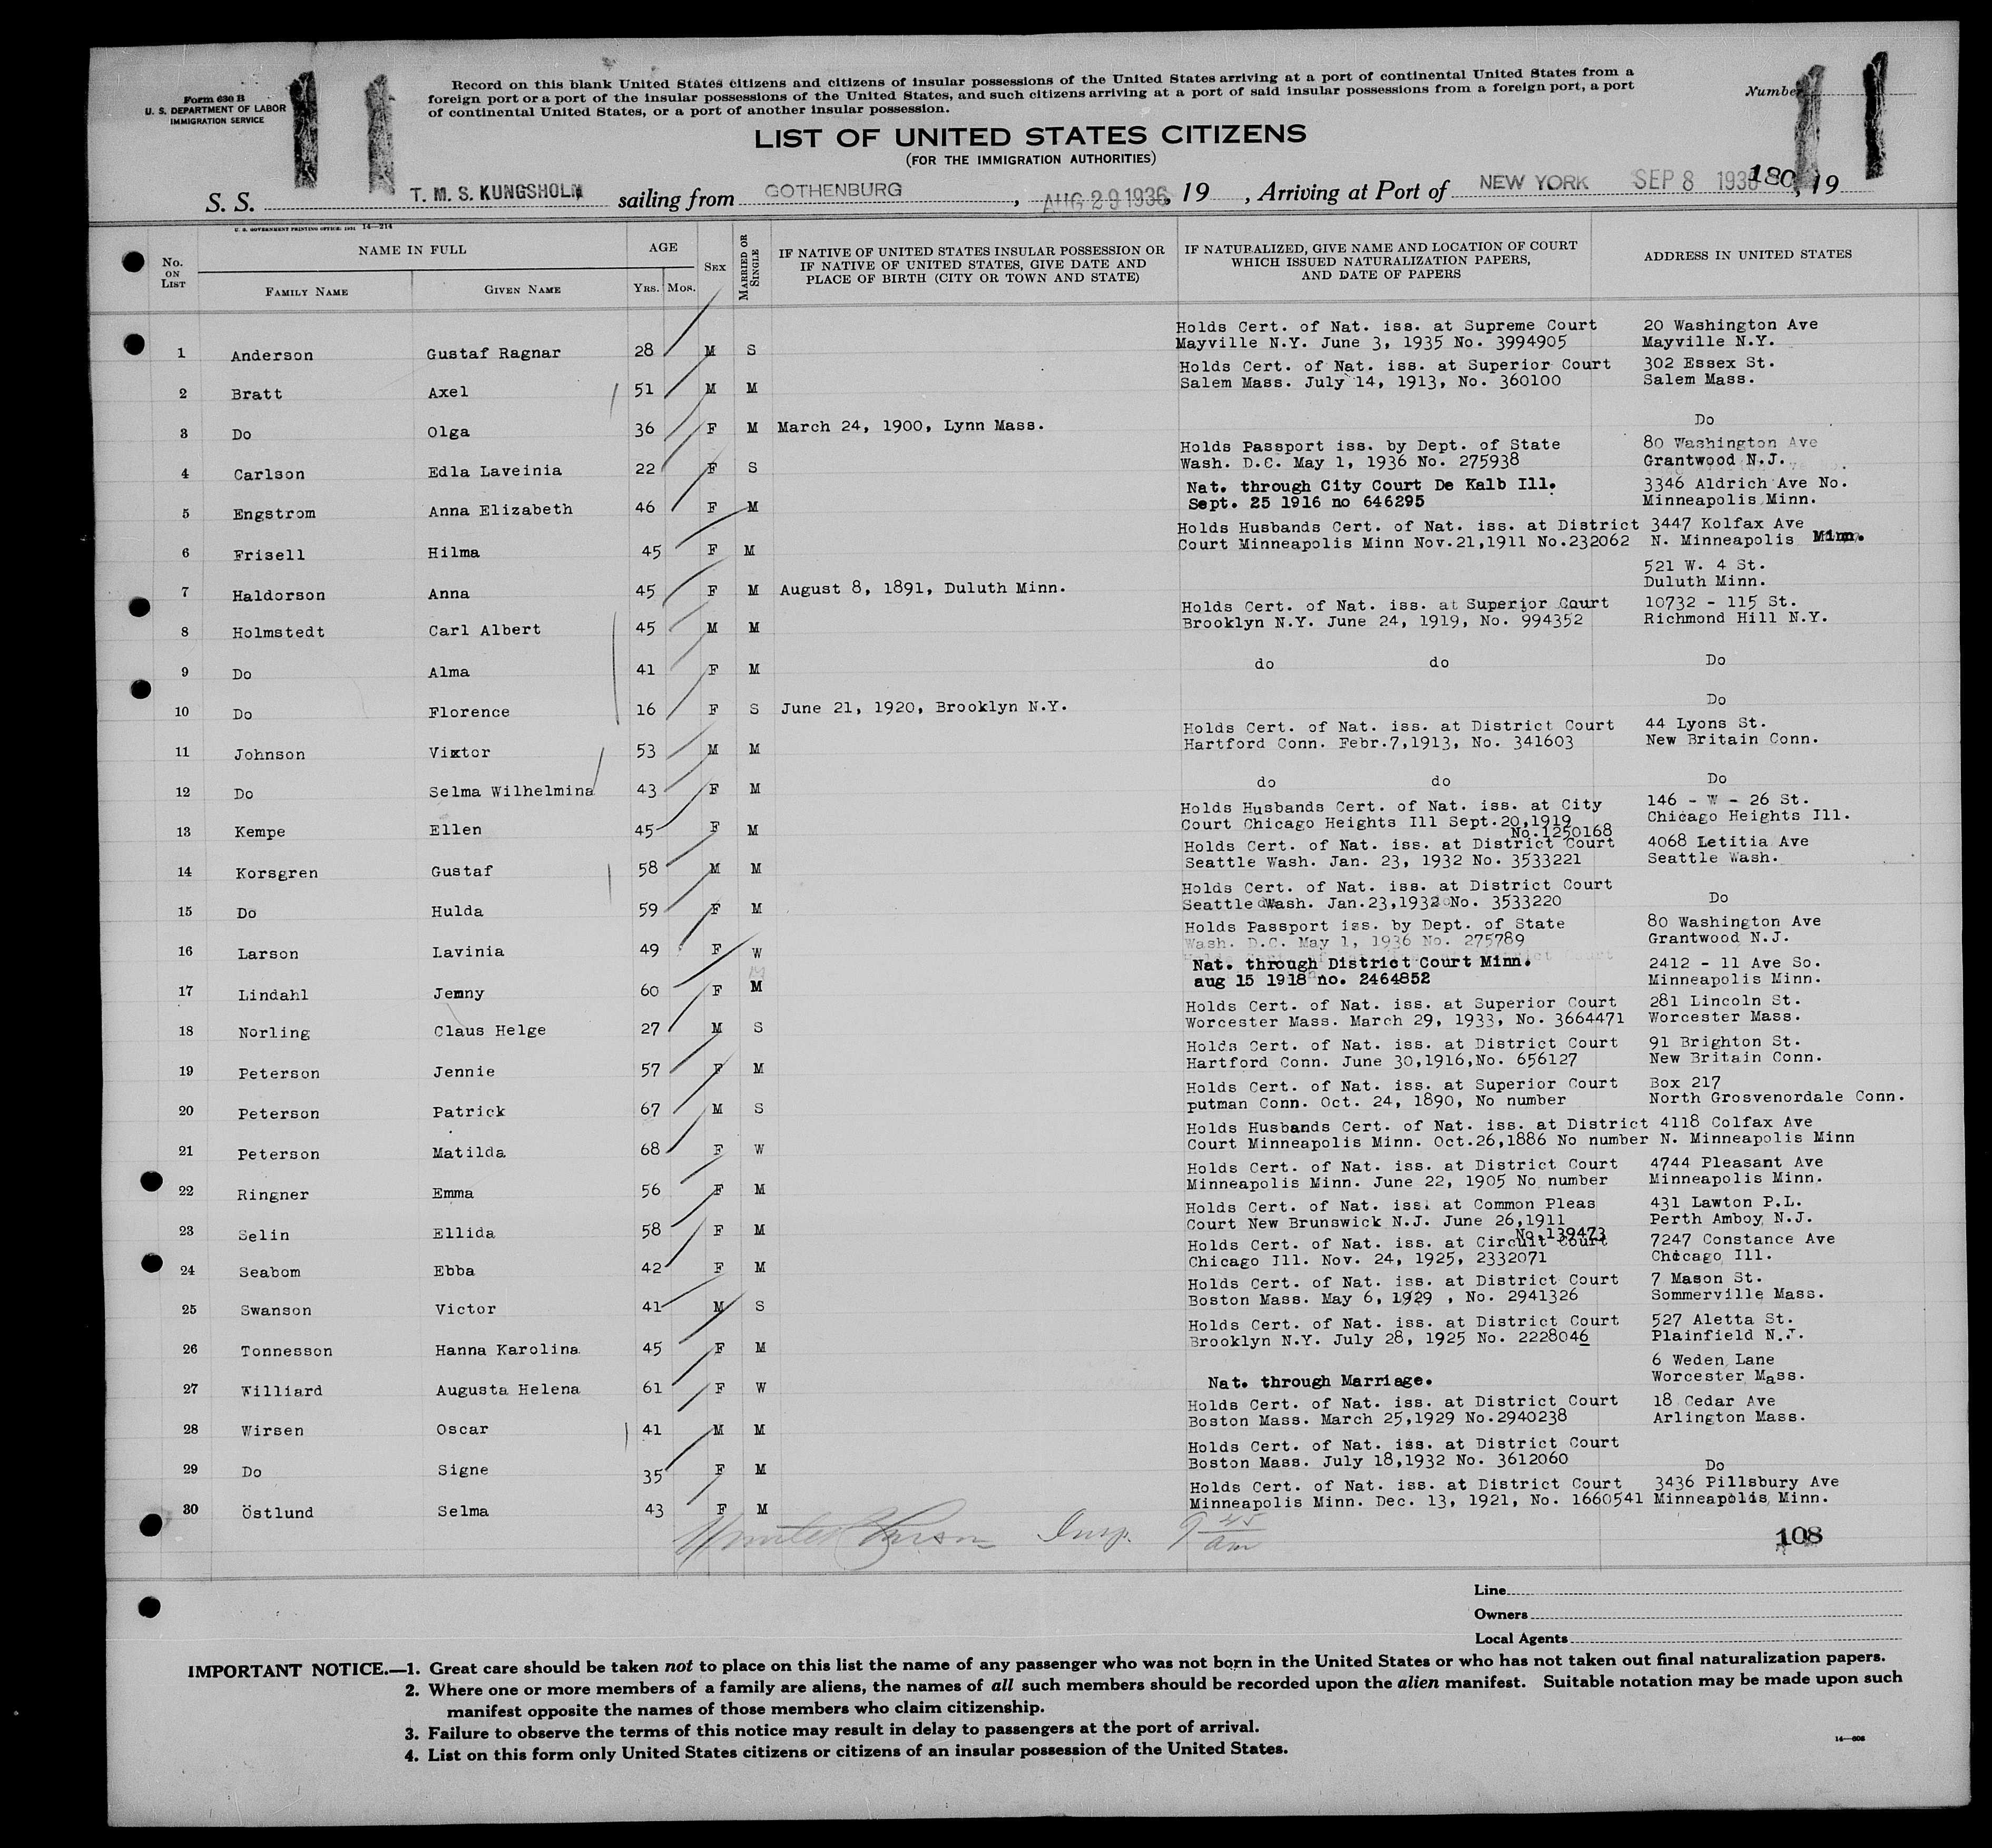 Form 630 B
U. S. DEPARTMENT OF LABOR
IMMIGRATION SERVICE
Record on this blank United States citizens and citizens of insular possessions of the United States arriving at a port of continental United States from a
foreign port or a port of the insular possessions of the United States, and such citizens arriving at a port of said insular possessions from a foreign port, a port
of continental United States, or a port of another insular possession.
Number
LIST OF UNITED STATES CITIZENS
(FOR THE IMMIGRATION AUTHORITIES)
S. S. T. M. S. KUNGSHOLM sailing from GOTHENBURG, AUG 29 1936, 19 , Arriving at Port of NEW YORK SEP 8 1936 180, 19
U. S. GOVERNMENT PRINTING OFFICE: 1931 14—214
No. ON LIST NAME IN FULL AGE SEX MARRIED OR SINGLE IF NATIVE OF UNITED STATES INSULAR POSSESSION OR IF NATIVE OF UNITED STATES, GIVE DATE AND PLACE OF BIRTH (CITY OR TOWN AND STATE) IF NATURALIZED, GIVE NAME AND LOCATION OF COURT WHICH ISSUED NATURALIZATION PAPERS, AND DATE OF PAPERS ADDRESS IN UNITED STATES
FAMILY NAME GIVEN NAME YRS. MOS.
Holds Cert. of Nat. iss. at Supreme Court 20 Washington Ave
1 Anderson Gustaf Ragnar 28 M S Mayville N.Y. June 3, 1935 No. 3994905 Mayville N.Y.
Holds Cert. of Nat. iss. at Superior Court 302 Essex St.
2 Bratt Axel 51 M M Salem Mass. July 14, 1913, No. 360100 Salem Mass.
3 Do Olga 36 F M March 24, 1900, Lynn Mass. Do
Holds Passport iss. by Dept. of State 80 Washington Ave
4 Carlson Edla Laveinia 22 F S Wash. D.C. May 1, 1936 No. 275938 Grantwood N.J.
Nat. through City Court De Kalb Ill. 3346 Aldrich Ave No.
5 Engstrom Anna Elizabeth 46 F M Sept. 25 1916 no 646295 Minneapolis Minn.
Holds Husbands Cert. of Nat. iss. at District 3447 Kolfax Ave
6 Frisell Hilma 45 F M Court Minneapolis Minn Nov.21,1911 No.232062 N. Minneapolis Minn.
521 W. 4 St.
7 Haldorson Anna 45 F M August 8, 1891, Duluth Minn. Duluth Minn.
Holds Cert. of Nat. iss. at Superior Court 10732 - 115 St.
8 Holmstedt Carl Albert 45 M M Brooklyn N.Y. June 24, 1919, No. 994352 Richmond Hill N.Y.
9 Do Alma 41 F M do do Do
10 Do Florence 16 F S June 21, 1920, Brooklyn N.Y. Do
Holds Cert. of Nat. iss. at District Court 44 Lyons St.
11 Johnson Vixtor 53 M M Hartford Conn. Febr.7,1913, No. 341603 New Britain Conn.
12 Do Selma Wilhelmina 43 F M do do Do
Holds Husbands Cert. of Nat. iss. at City 146 - W - 26 St.
13 Kempe Ellen 45 F M Court Chicago Heights Ill Sept.20,1919 Chicago Heights Ill.
No.1250168
Holds Cert. of Nat. iss. at District Court 4068 Letitia Ave
14 Korsgren Gustaf 58 M M Seattle Wash. Jan. 23, 1932 No. 3533221 Seattle Wash.
Holds Cert. of Nat. iss. at District Court
15 Do Hulda 59 F M Seattle Wash. Jan.23,1932 No. 3533220 Do
Holds Passport iss. by Dept. of State 80 Washington Ave
16 Larson Lavinia 49 F W Wash. D.C. May 1, 1936 No. 275789 Grantwood N.J.
Nat. through District Court Minn. 2412 - 11 Ave So.
17 Lindahl Jenny 60 F M aug 15 1918 no. 2464852 Minneapolis Minn.
Holds Cert. of Nat. iss. at Superior Court 281 Lincoln St.
18 Norling Claus Helge 27 M S Worcester Mass. March 29, 1933, No. 3664471 Worcester Mass.
Holds Cert. of Nat. iss. at District Court 91 Brighton St.
19 Peterson Jennie 57 F M Hartford Conn. June 30,1916,No. 656127 New Britain Conn.
Holds Cert. of Nat. iss. at Superior Court Box 217
20 Peterson Patrick 67 M S putman Conn. Oct. 24, 1890, No number North Grosvenordale Conn.
Holds Husbands Cert. of Nat. iss. at District 4118 Colfax Ave
21 Peterson Matilda 68 F W Court Minneapolis Minn. Oct.26,1886 No number N. Minneapolis Minn
Holds Cert. of Nat. iss. at District Court 4744 Pleasant Ave
22 Ringner Emma 56 F M Minneapolis Minn. June 22, 1905 No number Minneapolis Minn.
Holds Cert. of Nat. iss. at Common Pleas 431 Lawton P.L.
23 Selin Ellida 58 F M Court New Brunswick N.J. June 26,1911 Perth Amboy N.J.
No.139473
Holds Cert. of Nat. iss. at Circuit Court 7247 Constance Ave
24 Seabom Ebba 42 F M Chicago Ill. Nov. 24, 1925, 2332071 Chicago Ill.
Holds Cert. of Nat. iss. at District Court 7 Mason St.
25 Swanson Victor 41 M S Boston Mass. May 6, 1929 , No. 2941326 Sommerville Mass.
Holds Cert. of Nat. iss. at District Court 527 Aletta St.
26 Tonnesson Hanna Karolina 45 F M Brooklyn N.Y. July 28, 1925 No. 2228046 Plainfield N.J.
6 Weden Lane
27 Williard Augusta Helena 61 F W Nat. through Marriage. Worcester Mass.
Holds Cert. of Nat. iss. at District Court 18 Cedar Ave
28 Wirsen Oscar 41 M M Boston Mass. March 25,1929 No.2940238 Arlington Mass.
Holds Cert. of Nat. iss. at District Court
29 Do Signe 35 F M Boston Mass. July 18,1932 No. 3612060 Do
Holds Cert. of Nat. iss. at District Court 3436 Pillsbury Ave
30 Östlund Selma 43 F M Minneapolis Minn. Dec. 13, 1921, No. 1660541 Minneapolis Minn.
Insp. 9 45 am
108
Line
Owners
Local Agents
IMPORTANT NOTICE.—1. Great care should be taken not to place on this list the name of any passenger who was not born in the United States or who has not taken out final naturalization papers.
2. Where one or more members of a family are aliens, the names of all such members should be recorded upon the alien manifest. Suitable notation may be made upon such
manifest opposite the names of those members who claim citizenship.
3. Failure to observe the terms of this notice may result in delay to passengers at the port of arrival.
4. List on this form only United States citizens or citizens of an insular possession of the United States.
14—608